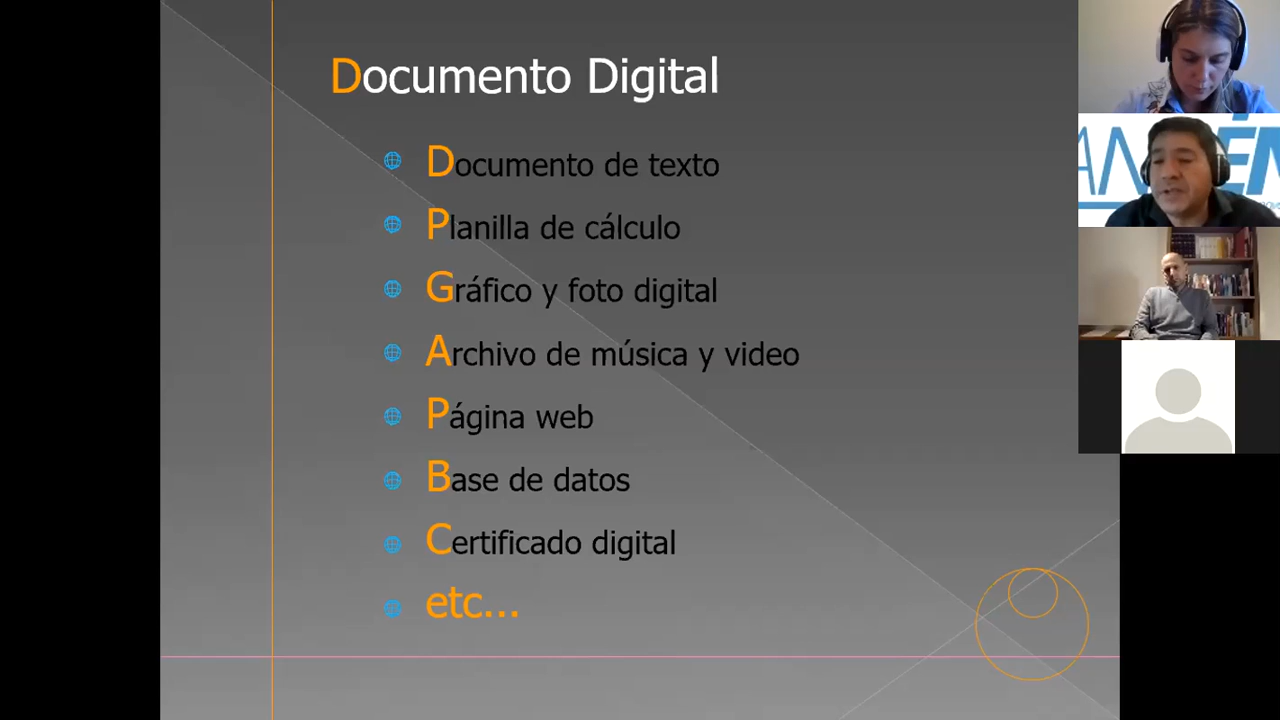 Documento Digital
Documento de texto
Planilla de cálculo
Gráfico y foto digital
Archivo de música y video
Página web
Base de datos
Certificado digital
etc...